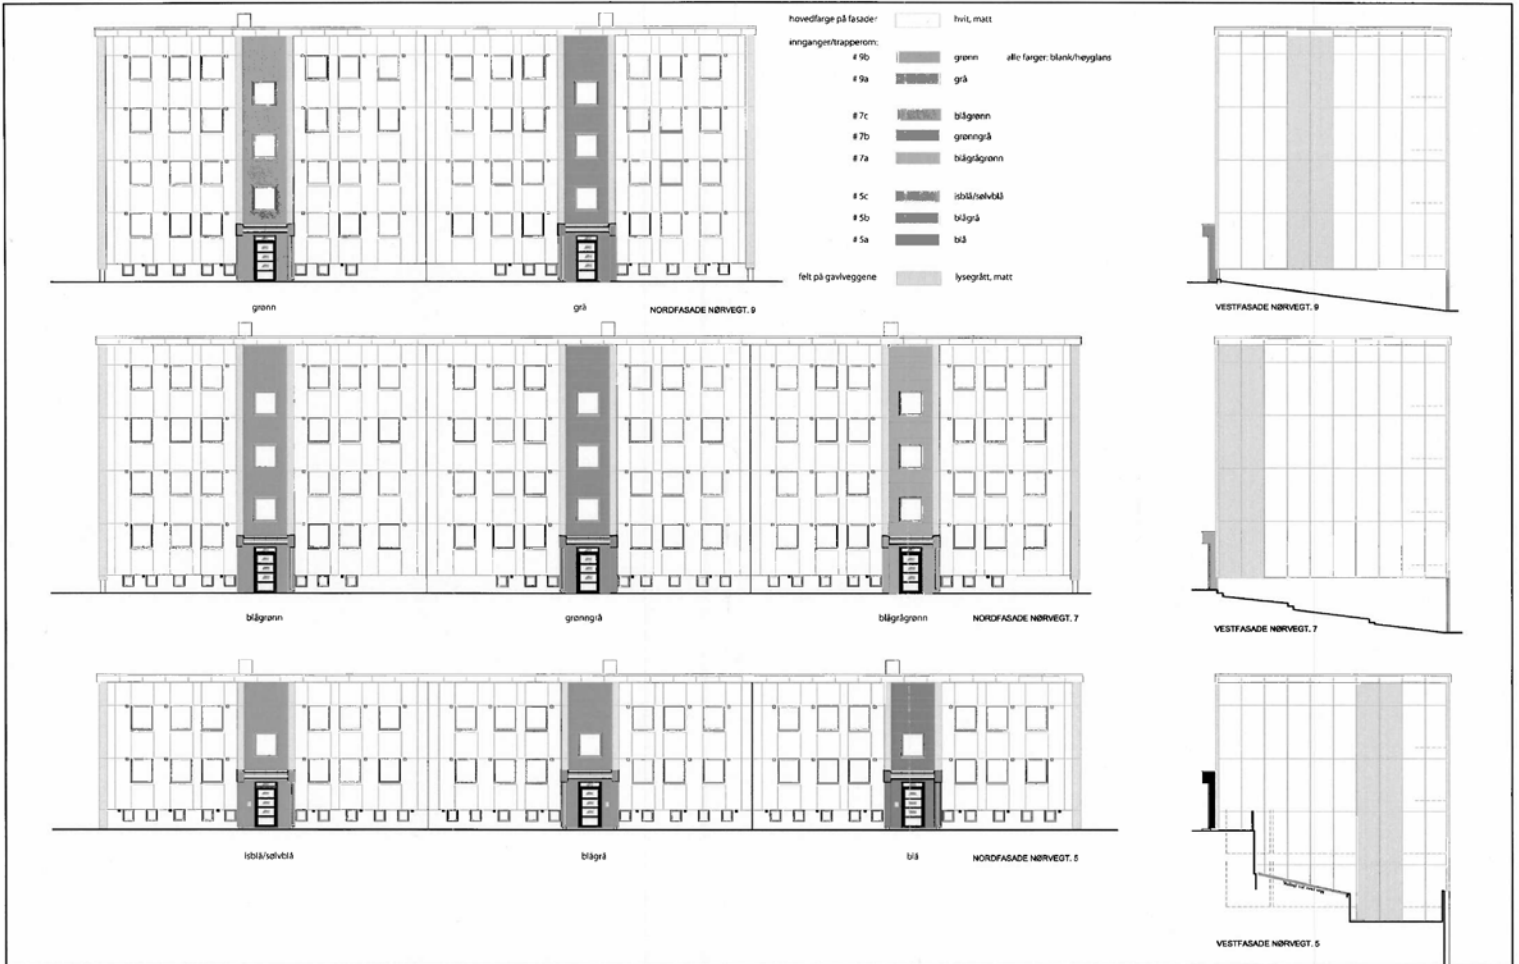 hovedfarge på fasader hvit, matt
innganger/trapperom:
# 9b grønn alle farger: blank/høyglans
# 9a grå
# 7c blågrønn
# 7b grønngrå
# 7a blågrågrønn
# 5c isblå/sølvblå
# 5b blågrå
# 5a blå
felt på gavlveggene lysegrått, matt
grønn grå NORDFASADE NØRVEGT. 9
VESTFASADE NØRVEGT. 9
blågrønn grønngrå blågrågrønn NORDFASADE NØRVEGT. 7
VESTFASADE NØRVEGT. 7
isblå/sølvblå blågrå blå NORDFASADE NØRVEGT. 5
VESTFASADE NØRVEGT. 5